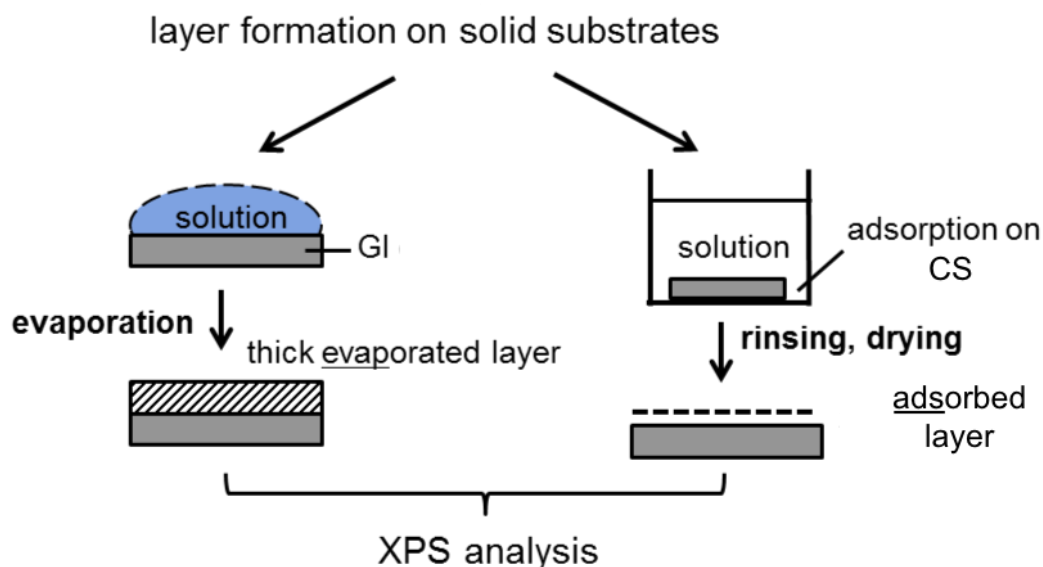 layer formation on solid substrates
solution
GI
evaporation
thick evaporated layer
solution
adsorption on
CS
rinsing, drying
adsorbed
layer
XPS analysis